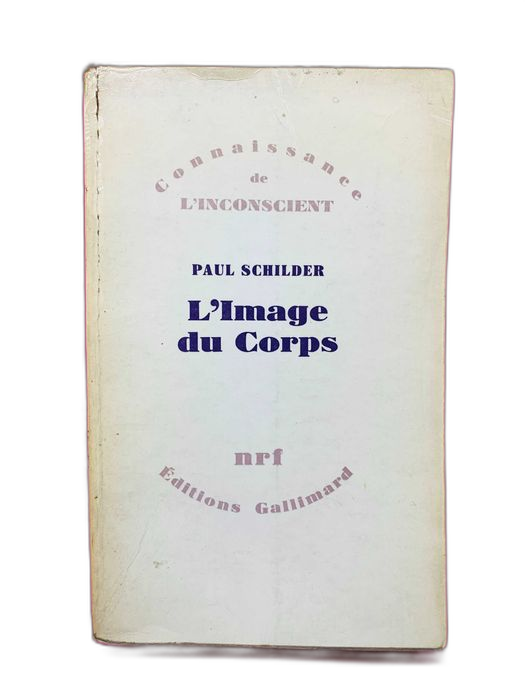 Connaissance
de
L'INCONSCIENT
PAUL SCHILDER
L'Image
du Corps
nrf
Éditions Gallimard